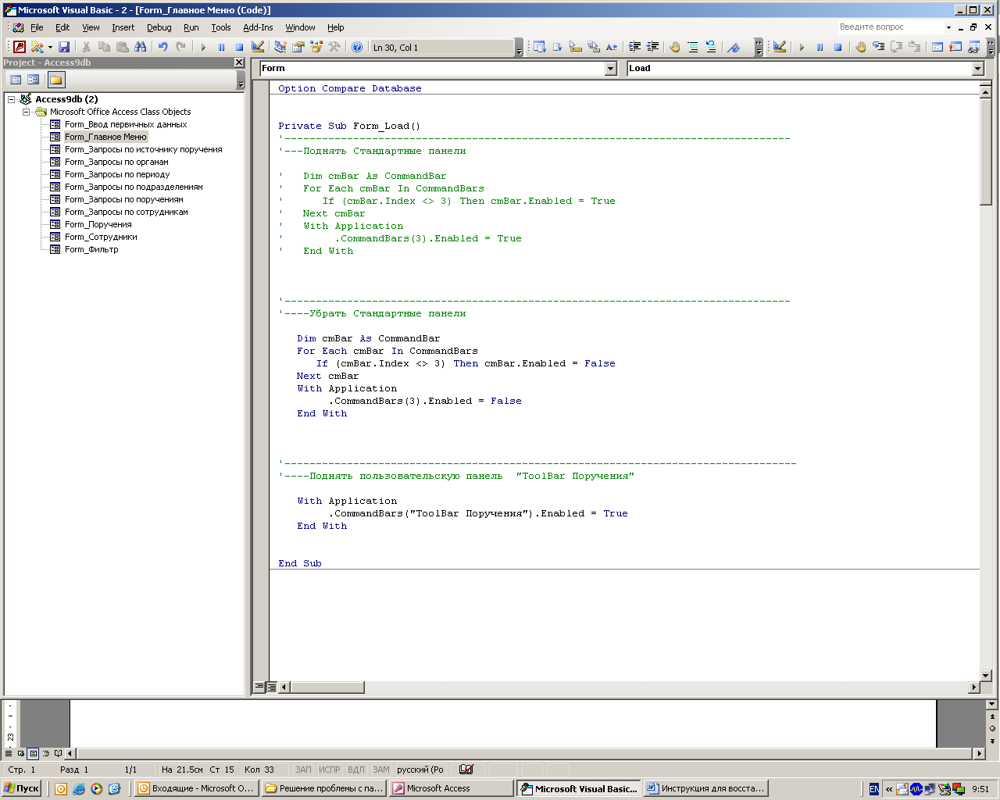 Microsoft Visual Basic - 2 - [Form_Главное Меню (Code)]
File Edit View Insert Debug Run Tools Add-Ins Window Help
Введите вопрос
Ln 30, Col 1
Project - Access9db
Form
Load
Access9db (2)
Microsoft Office Access Class Objects
Form_Ввод первичных данных
Form_Главное Меню
Form_Запросы по источнику поручения
Form_Запросы по органам
Form_Запросы по периоду
Form_Запросы по подразделениям
Form_Запросы по поручениям
Form_Запросы по сотрудникам
Form_Поручения
Form_Сотрудники
Form_Фильтр
Option Compare Database
Private Sub Form_Load()
'---------------------------------------------------------------------------------
'---Поднять Стандартные панели
'   Dim cmBar As CommandBar
'   For Each cmBar In CommandBars
'      If (cmBar.Index <> 3) Then cmBar.Enabled = True
'   Next cmBar
'   With Application
'        .CommandBars(3).Enabled = True
'   End With
'---------------------------------------------------------------------------------
'----Убрать Стандартные панели
Dim cmBar As CommandBar
For Each cmBar In CommandBars
If (cmBar.Index <> 3) Then cmBar.Enabled = False
Next cmBar
With Application
.CommandBars(3).Enabled = False
End With
'----------------------------------------------------------------------------------
'----Поднять пользовательскую панель  "ToolBar Поручения"
With Application
.CommandBars("ToolBar Поручения").Enabled = True
End With
End Sub
23
Стр. 1 Разд 1 1/1 На 21.5см Ст 15 Кол 33 ЗАП ИСПР ВДЛ ЗАМ русский (Ро
Пуск Входящие - Microsoft O... Решение проблемы с па... Microsoft Access Microsoft Visual Basic... Инструкция для восста... EN « 9:51